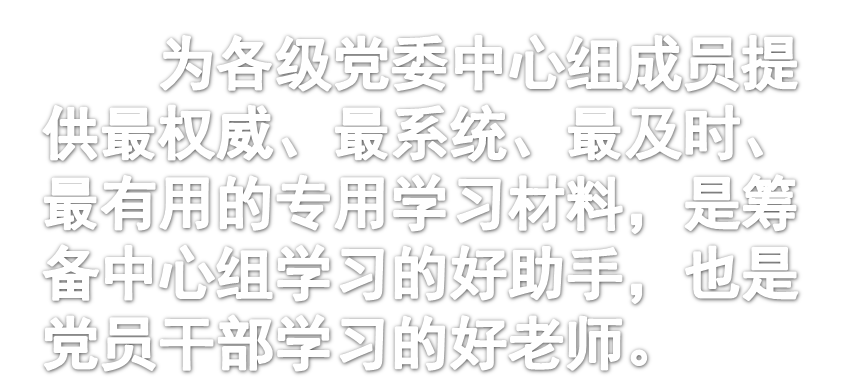 为各级党委中心组成员提
供最权威、最系统、最及时、
最有用的专用学习材料，是筹
备中心组学习的好助手，也是
党员干部学习的好老师。